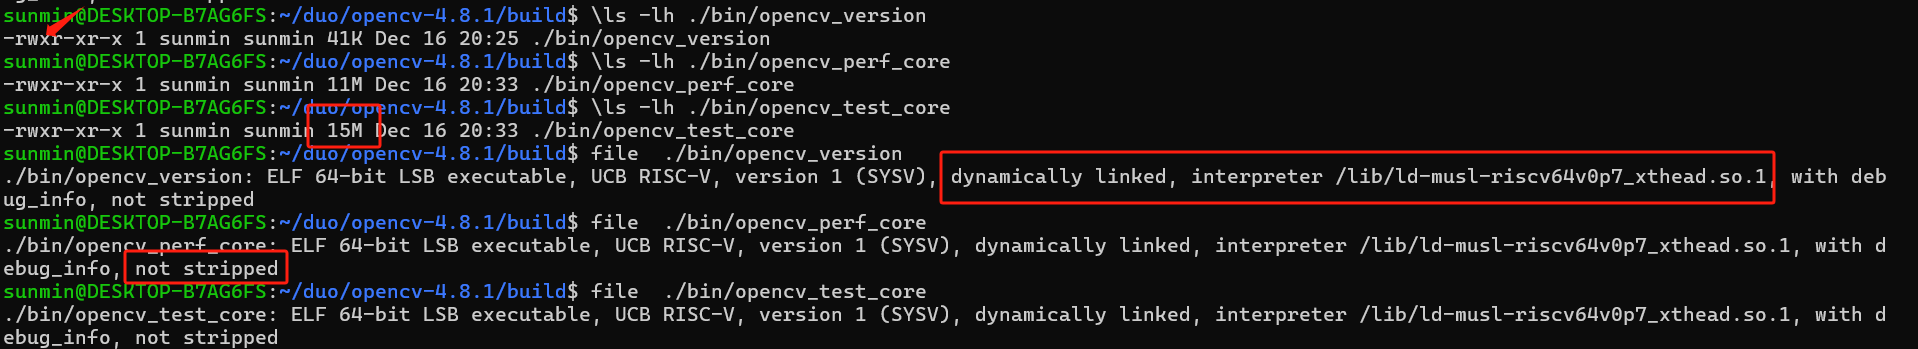 sunmin@DESKTOP-B7AG6FS:~/duo/opencv-4.8.1/build$ \ls -lh ./bin/opencv_version
-rwxr-xr-x 1 sunmin sunmin 41K Dec 16 20:25 ./bin/opencv_version
sunmin@DESKTOP-B7AG6FS:~/duo/opencv-4.8.1/build$ \ls -lh ./bin/opencv_perf_core
-rwxr-xr-x 1 sunmin sunmin 11M Dec 16 20:33 ./bin/opencv_perf_core
sunmin@DESKTOP-B7AG6FS:~/duo/opencv-4.8.1/build$ \ls -lh ./bin/opencv_test_core
-rwxr-xr-x 1 sunmin sunmin 15M Dec 16 20:33 ./bin/opencv_test_core
sunmin@DESKTOP-B7AG6FS:~/duo/opencv-4.8.1/build$ file  ./bin/opencv_version
./bin/opencv_version: ELF 64-bit LSB executable, UCB RISC-V, version 1 (SYSV), dynamically linked, interpreter /lib/ld-musl-riscv64v0p7_xthead.so.1, with deb
ug_info, not stripped
sunmin@DESKTOP-B7AG6FS:~/duo/opencv-4.8.1/build$ file  ./bin/opencv_perf_core
./bin/opencv_perf_core: ELF 64-bit LSB executable, UCB RISC-V, version 1 (SYSV), dynamically linked, interpreter /lib/ld-musl-riscv64v0p7_xthead.so.1, with d
ebug_info, not stripped
sunmin@DESKTOP-B7AG6FS:~/duo/opencv-4.8.1/build$ file  ./bin/opencv_test_core
./bin/opencv_test_core: ELF 64-bit LSB executable, UCB RISC-V, version 1 (SYSV), dynamically linked, interpreter /lib/ld-musl-riscv64v0p7_xthead.so.1, with d
ebug_info, not stripped